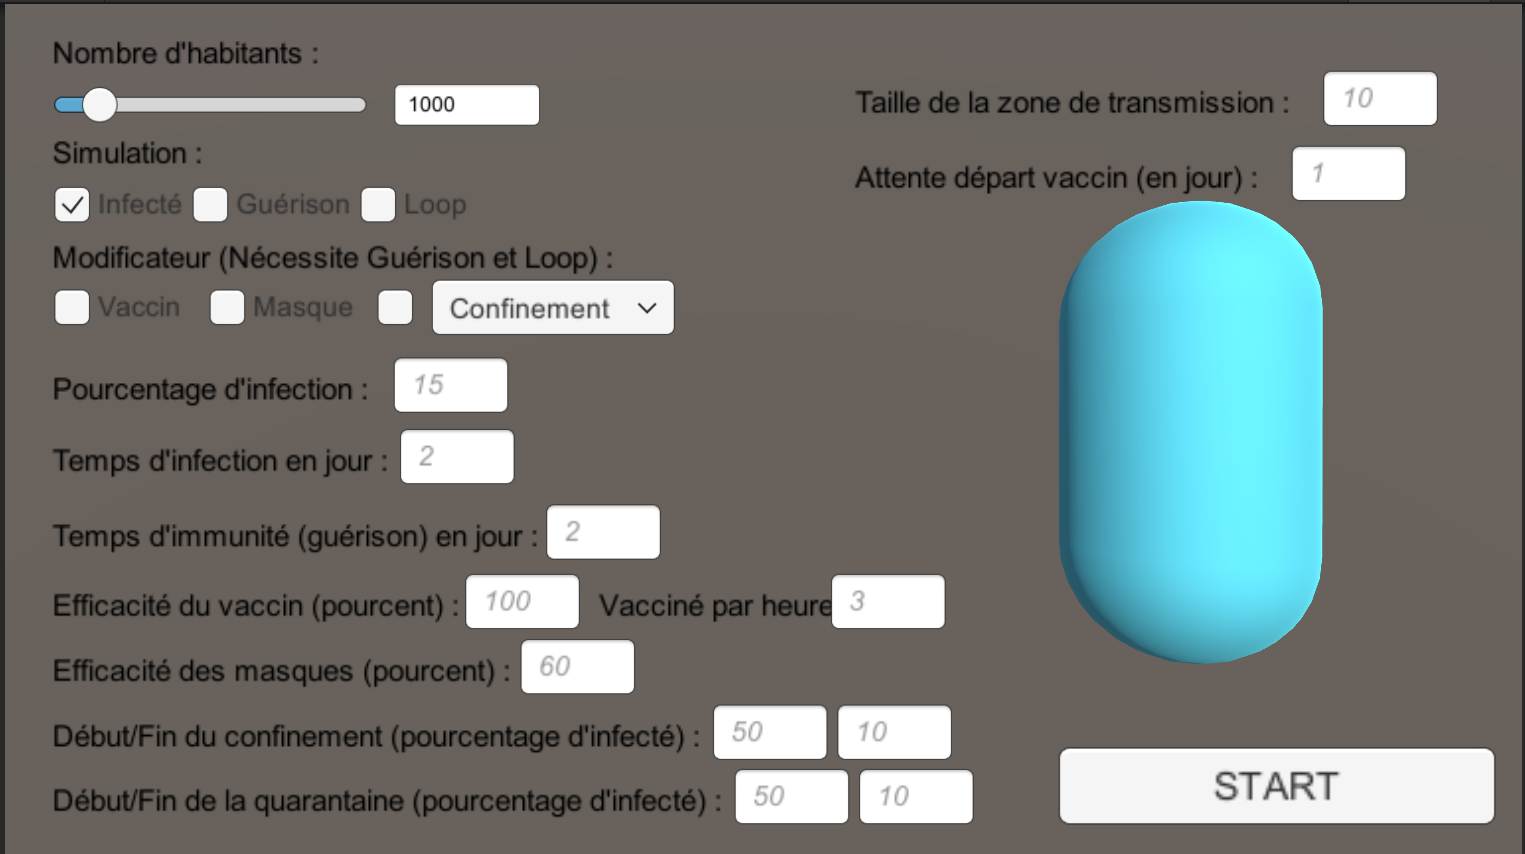 Nombre d'habitants :
1000
Simulation :
Infecté Guérison Loop
Modificateur (Nécessite Guérison et Loop) :
Vaccin Masque Confinement
Pourcentage d'infection : 15
Temps d'infection en jour : 2
Temps d'immunité (guérison) en jour : 2
Efficacité du vaccin (pourcent) : 100 Vacciné par heure 3
Efficacité des masques (pourcent) : 60
Début/Fin du confinement (pourcentage d'infecté) : 50 10
Début/Fin de la quarantaine (pourcentage d'infecté) : 50 10
Taille de la zone de transmission : 10
Attente départ vaccin (en jour) : 1
START